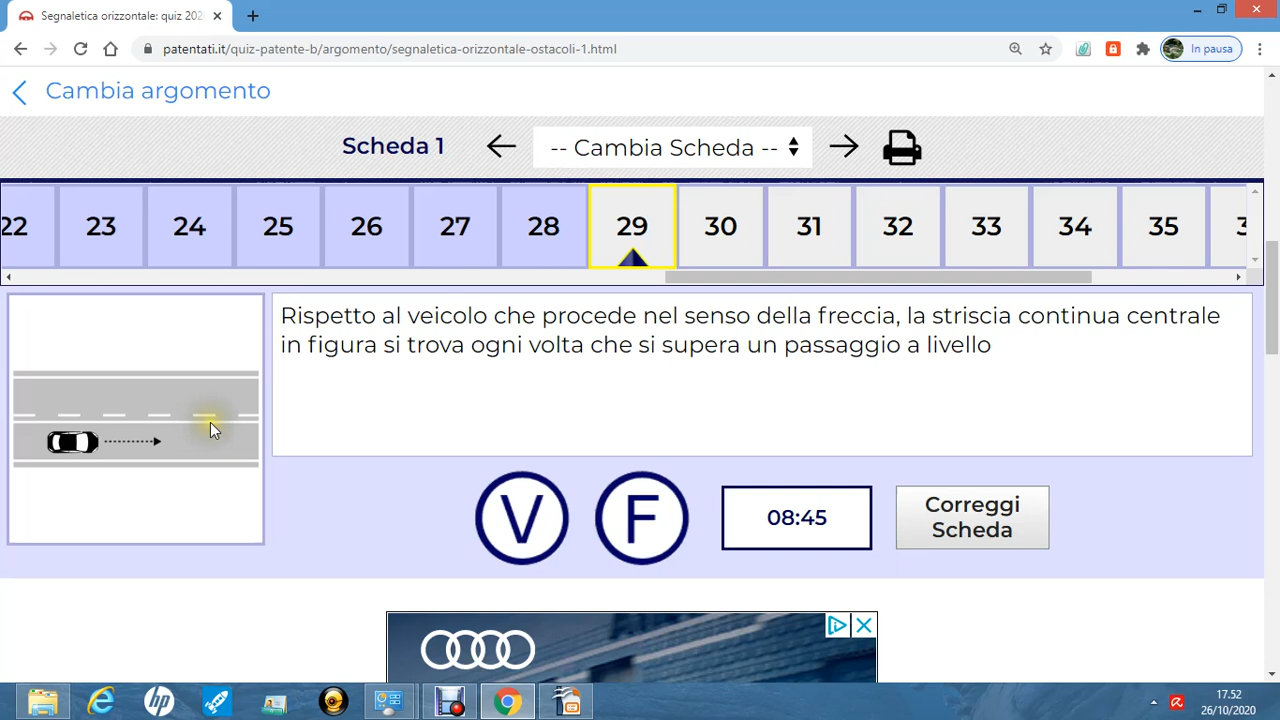 Segnaletica orizzontale: quiz 202
patentati.it/quiz-patente-b/argomento/segnaletica-orizzontale-ostacoli-1.html
In pausa
Cambia argomento
Scheda 1
-- Cambia Scheda --
22 23 24 25 26 27 28 29 30 31 32 33 34 35 3
Rispetto al veicolo che procede nel senso della freccia, la striscia continua centrale
in figura si trova ogni volta che si supera un passaggio a livello
V F 08:45
Correggi
Scheda
hp
17.52
26/10/2020